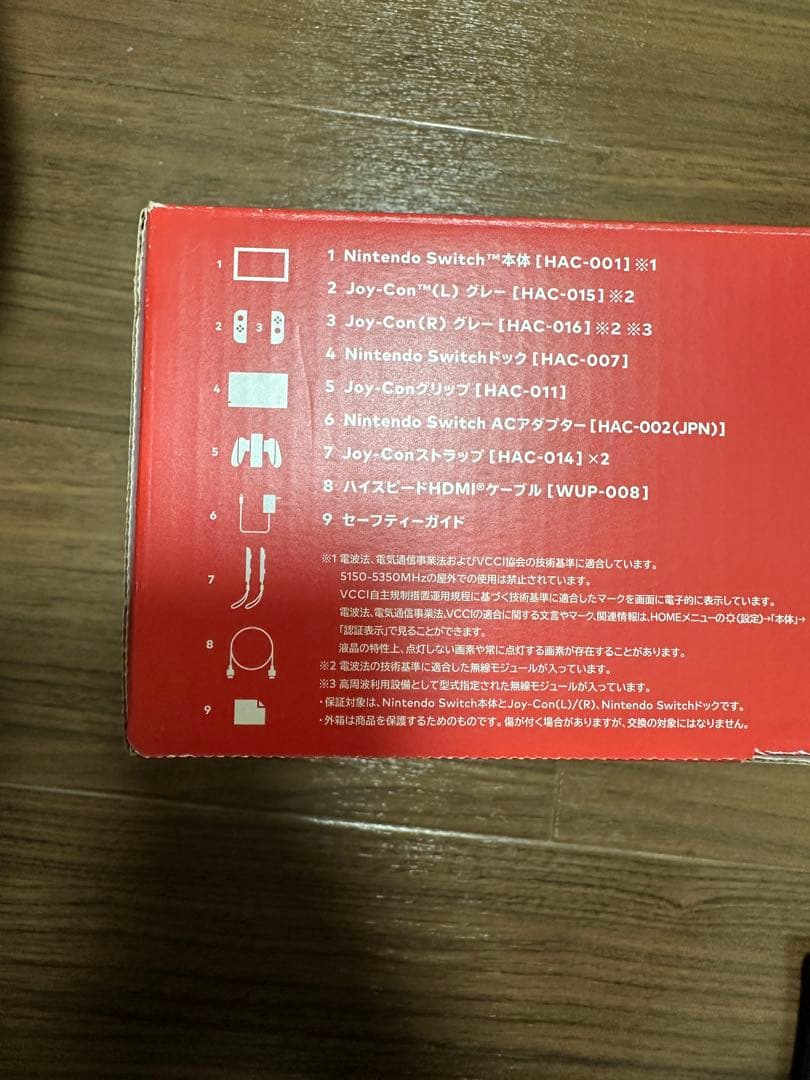 1 Nintendo Switch™本体 [HAC-001] ※1
2 Joy-Con™(L) グレー [HAC-015] ※2
3 Joy-Con(R) グレー [HAC-016] ※2 ※3
4 Nintendo Switchドック [HAC-007]
5 Joy-Conグリップ [HAC-011]
6 Nintendo Switch ACアダプター [HAC-002(JPN)]
7 Joy-Conストラップ [HAC-014] ×2
8 ハイスピードHDMI®ケーブル [WUP-008]
9 セーフティーガイド
1
2 3
4
5
6
7
8
9
※1 電波法、電気通信事業法およびVCCI協会の技術基準に適合しています。
5150-5350MHzの屋外での使用は禁止されています。
VCCI自主規制措置運用規程に基づく技術基準に適合したマークを画面に電子的に表示しています。
電波法、電気通信事業法、VCCIの適合に関する文言やマーク、関連情報は、HOMEメニューの(設定)→「本体」→
「認証表示」で見ることができます。
液晶の特性上、点灯しない画素や常に点灯する画素が存在することがあります。
※2 電波法の技術基準に適合した無線モジュールが入っています。
※3 高周波利用設備として型式指定された無線モジュールが入っています。
・保証対象は、Nintendo Switch本体とJoy-Con(L)/(R)、Nintendo Switchドックです。
・外箱は商品を保護するためのものです。傷が付く場合がありますが、交換の対象にはなりません。